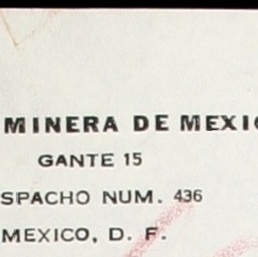 MINERA DE MEXIC
GANTE 15
SPACHO NUM. 436
MEXICO, D. F.